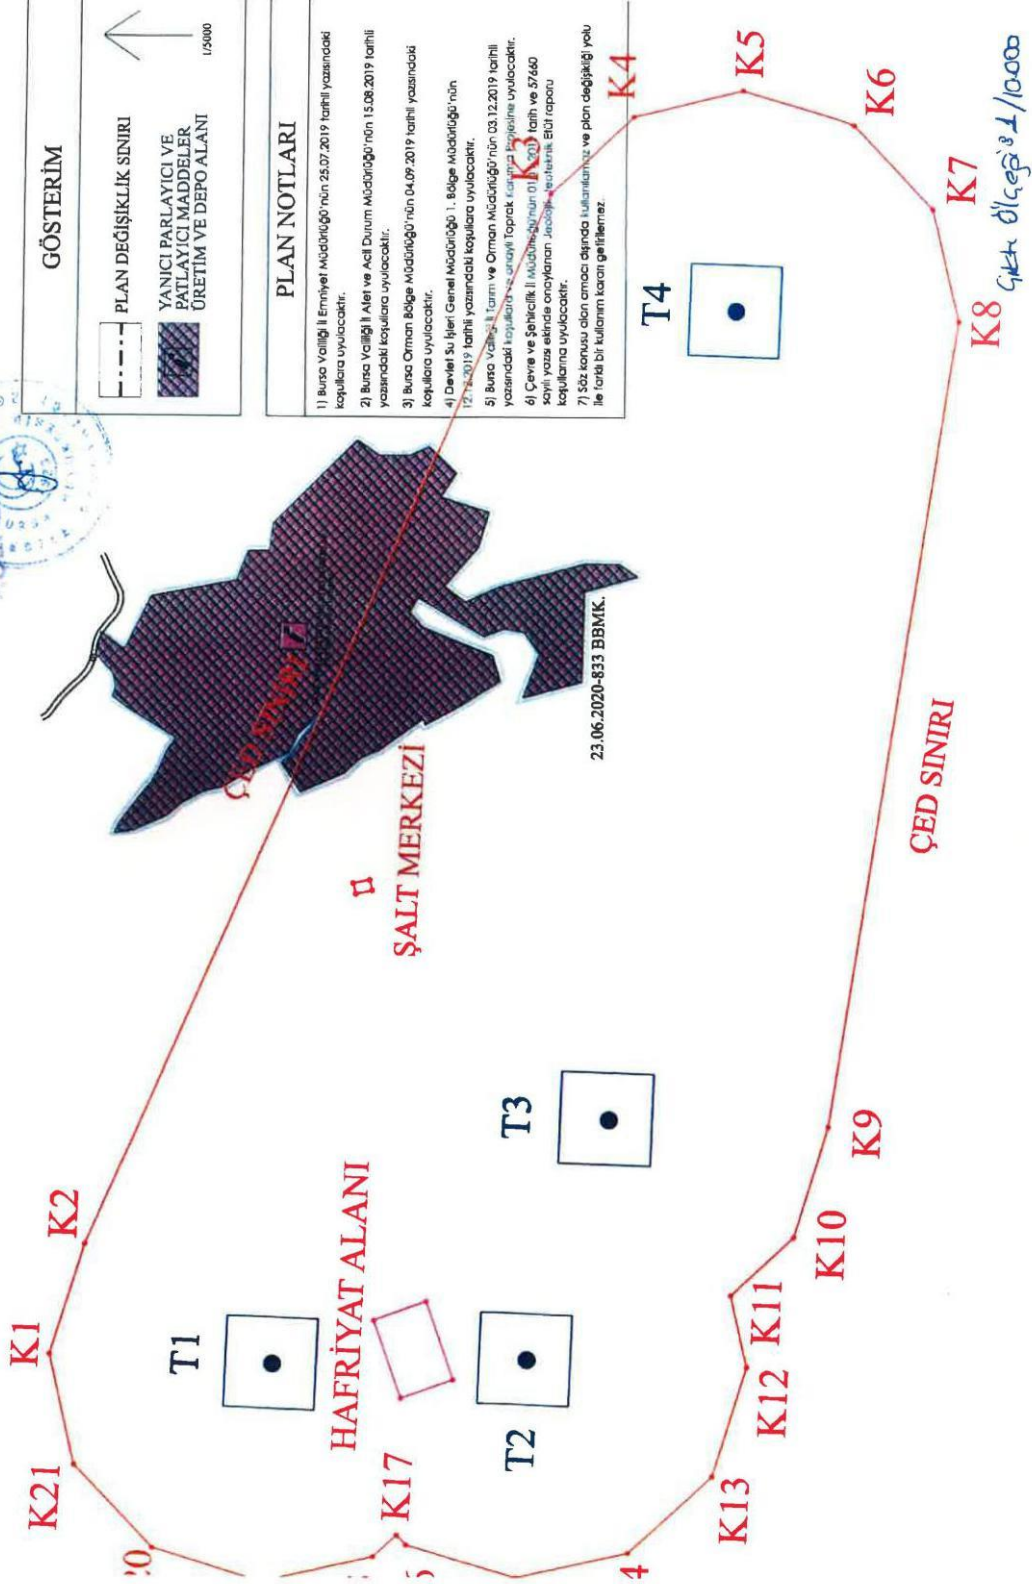 GÖSTERİM
PLAN DEĞİŞİKLİK SINIRI
YANICI PARLAYICI VE
PATLAYICI MADDELER
ÜRETİM VE DEPO ALANI
1/5000
PLAN NOTLARI
1) Bursa Valiliği İl Emniyet Müdürlüğü'nün 25.07.2019 tarihli yazısındaki
koşullara uyulacaktır.
2) Bursa Valiliği İl Afet ve Acil Durum Müdürlüğü'nün 15.08.2019 tarihli
yazısındaki koşullara uyulacaktır.
3) Bursa Orman Bölge Müdürlüğü'nün 04.09.2019 tarihli yazısındaki
koşullara uyulacaktır.
4) Devlet Su İşleri Genel Müdürlüğü 1. Bölge Müdürlüğü'nün
12.12.2019 tarihli yazısındaki koşullara uyulacaktır.
5) Bursa Valiliği İl Tarım ve Orman Müdürlüğü'nün 03.12.2019 tarihli
yazısındaki koşullara ve onaylı Toprak Koruma Projesine uyulacaktır.
6) Çevre ve Şehircilik İl Müdürlüğü'nün tarih ve 57660
sayılı yazısı ekinde onaylanan Jeolojik Jeoteknik Etüt raporu
koşullarına uyulacaktır.
7) Söz konusu alan amacı dışında kullanılamaz ve plan değişikliği yolu
ile farklı bir kullanım kararı getirilemez.
K1
K2
K3
K4
K5
K6
K7
K8
K9
K10
K11
K12
K13
4
K17
20
K21
T1
T2
T3
T4
HAFRİYAT ALANI
ŞALT MERKEZİ
ÇED SINIRI
ÇED SINIRI
23.06.2020-833 BBMK.
Ölçeği: 1/10000